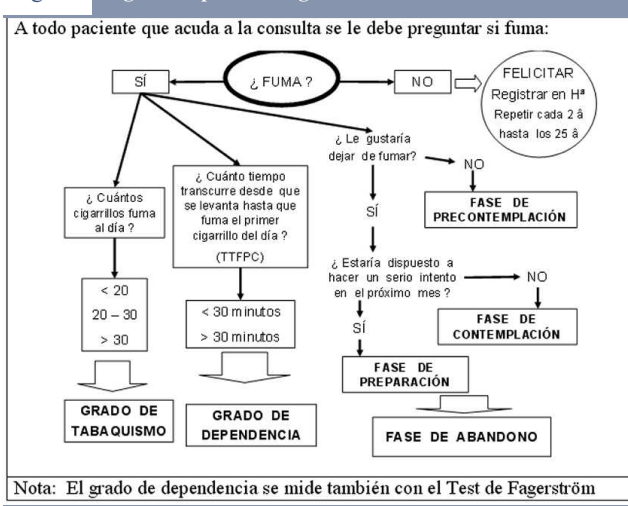 A todo paciente que acuda a la consulta se le debe preguntar si fuma:
¿ FUMA ?
SÍ
NO
FELICITAR
Registrar en Hª
Repetir cada 2 â
hasta los 25 â
¿ Cuántos
cigarrillos fuma
al día ?
< 20
20 – 30
> 30
GRADO DE
TABAQUISMO
¿ Cuánto tiempo
transcurre desde que
se levanta hasta que
fuma el primer
cigarrillo del día ?
(TTFPC)
< 30 minutos
> 30 minutos
GRADO DE
DEPENDENCIA
¿ Le gustaría
dejar de fumar?
NO
FASE DE
PRECONTEMPLACIÓN
SÍ
¿ Estaría dispuesto a
hacer un serio intento
en el próximo mes ?
NO
FASE DE
CONTEMPLACIÓN
SÍ
FASE DE
PREPARACIÓN
FASE DE ABANDONO
Nota: El grado de dependencia se mide también con el Test de Fagerström